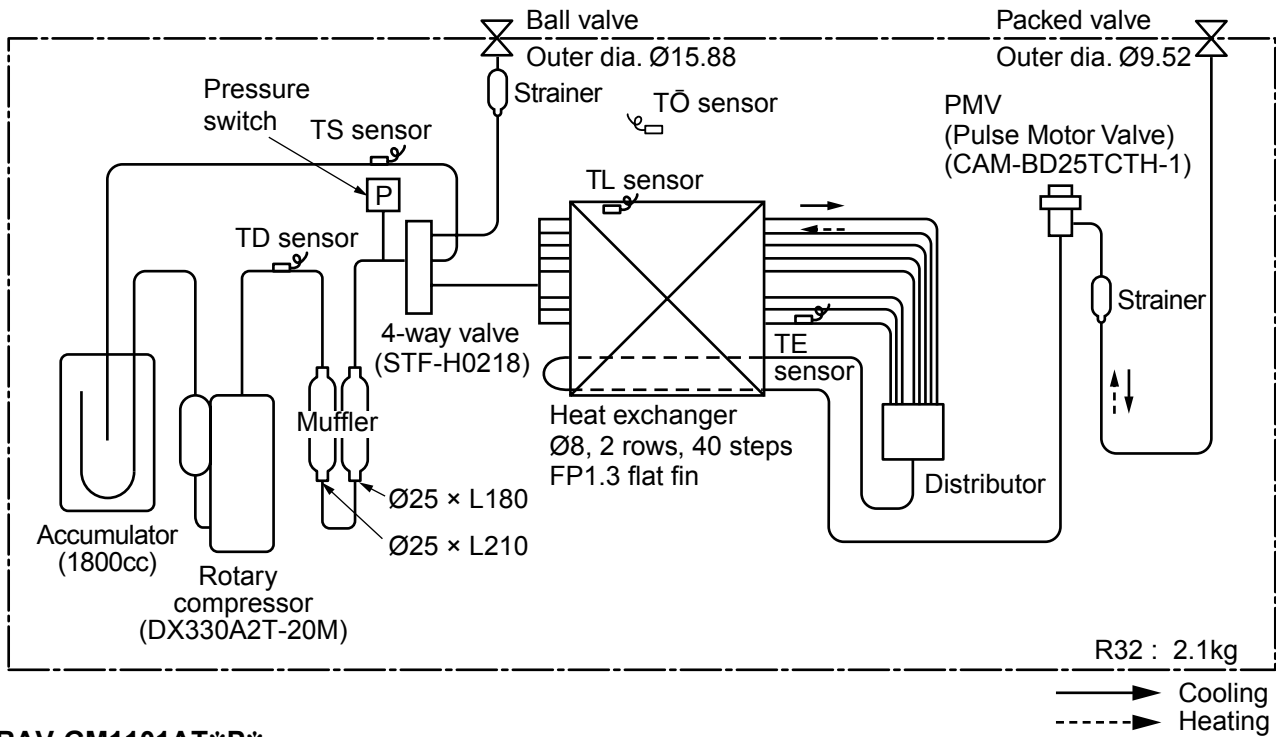 Ball valve
Outer dia. Ø15.88
Packed valve
Outer dia. Ø9.52
Pressure
switch
TS sensor
Strainer
TŌ sensor
PMV
(Pulse Motor Valve)
(CAM-BD25TCTH-1)
P
TL sensor
TD sensor
Strainer
4-way valve
(STF-H0218)
TE
sensor
Muffler
Heat exchanger
Ø8, 2 rows, 40 steps
FP1.3 flat fin
Distributor
Ø25 × L180
Ø25 × L210
Accumulator
(1800cc)
Rotary
compressor
(DX330A2T-20M)
R32 : 2.1kg
Cooling
Heating